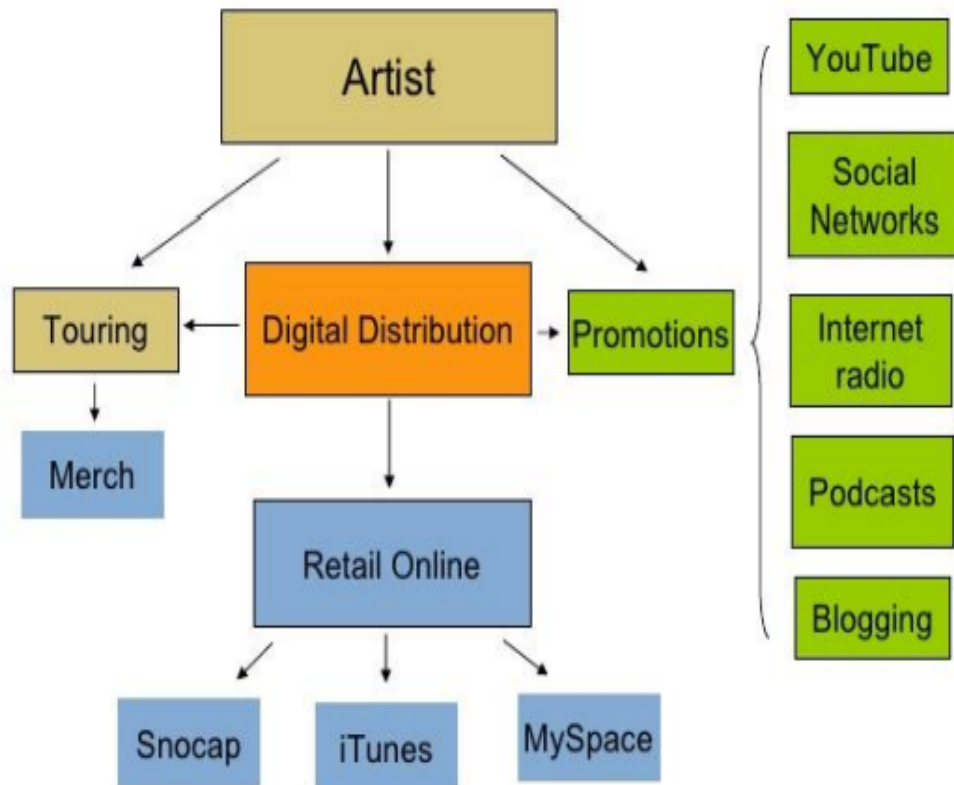 Artist
YouTube
Social
Networks
Touring
Digital Distribution
Promotions
Internet
radio
Merch
Podcasts
Retail Online
Blogging
Snocap
iTunes
MySpace